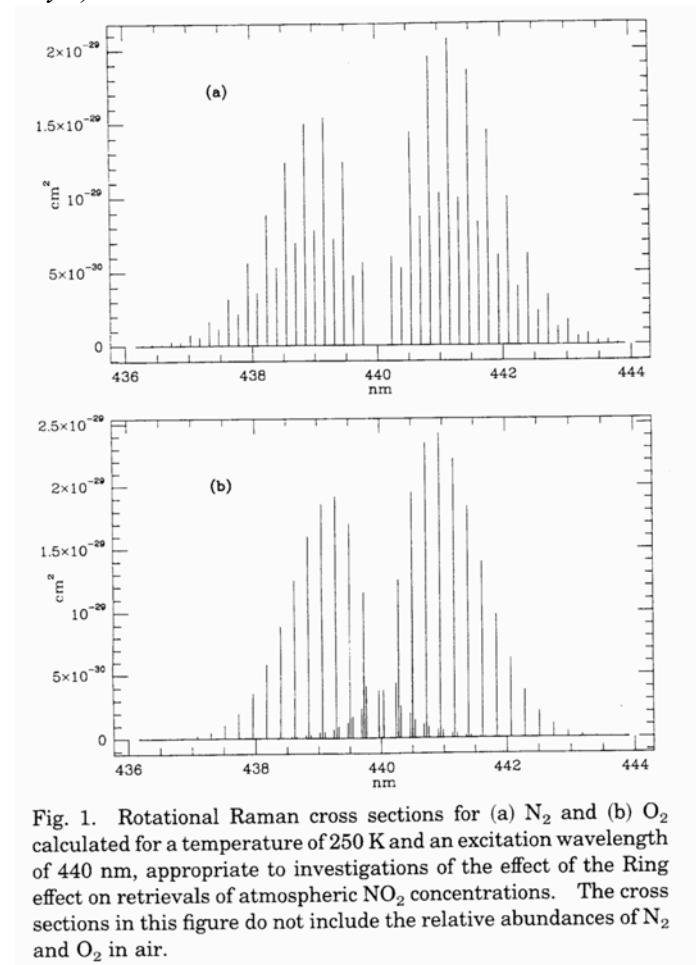 2×10⁻²⁹
(a)
1.5×10⁻²⁹
cm²
10⁻²⁹
5×10⁻³⁰
0
436 438 440 442 444
nm
2.5×10⁻²⁹
2×10⁻²⁹
(b)
1.5×10⁻²⁹
cm²
10⁻²⁹
5×10⁻³⁰
0
436 438 440 442 444
nm
Fig. 1. Rotational Raman cross sections for (a) N₂ and (b) O₂
calculated for a temperature of 250 K and an excitation wavelength
of 440 nm, appropriate to investigations of the effect of the Ring
effect on retrievals of atmospheric NO₂ concentrations. The cross
sections in this figure do not include the relative abundances of N₂
and O₂ in air.